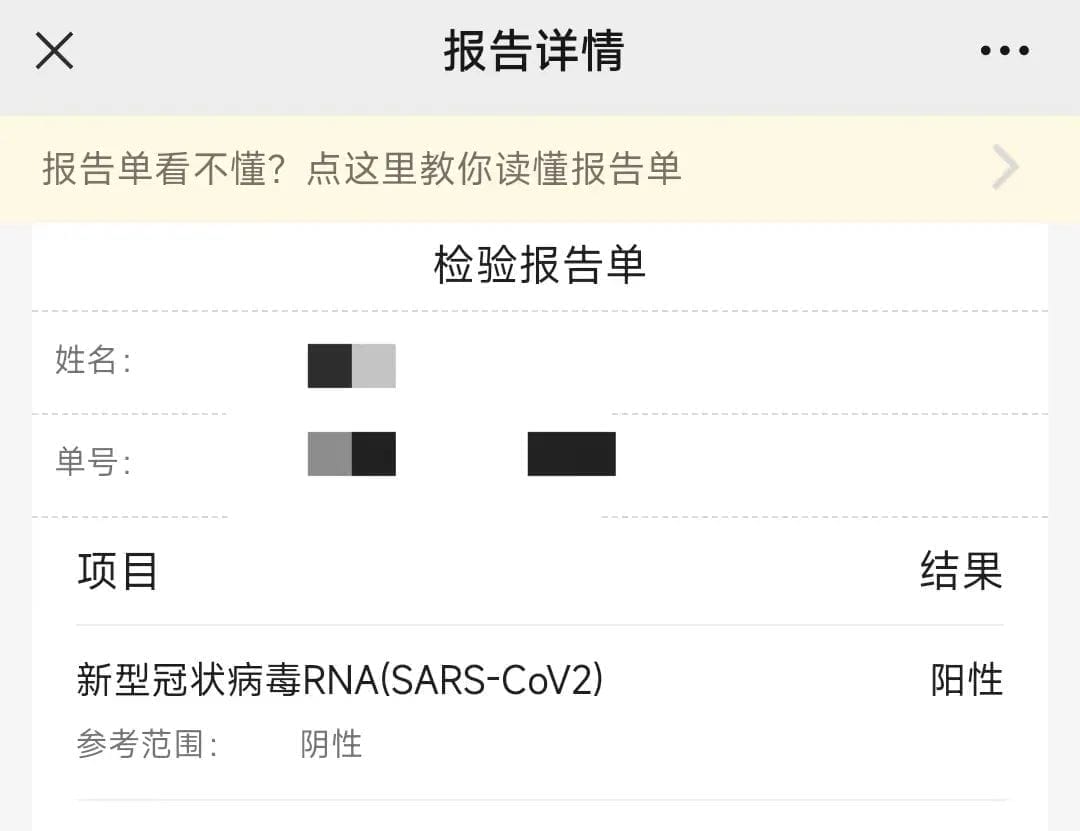 报告详情
报告单看不懂？点这里教你读懂报告单
检验报告单
姓名：
单号：
项目 结果
新型冠状病毒RNA(SARS-CoV2) 阳性
参考范围： 阴性